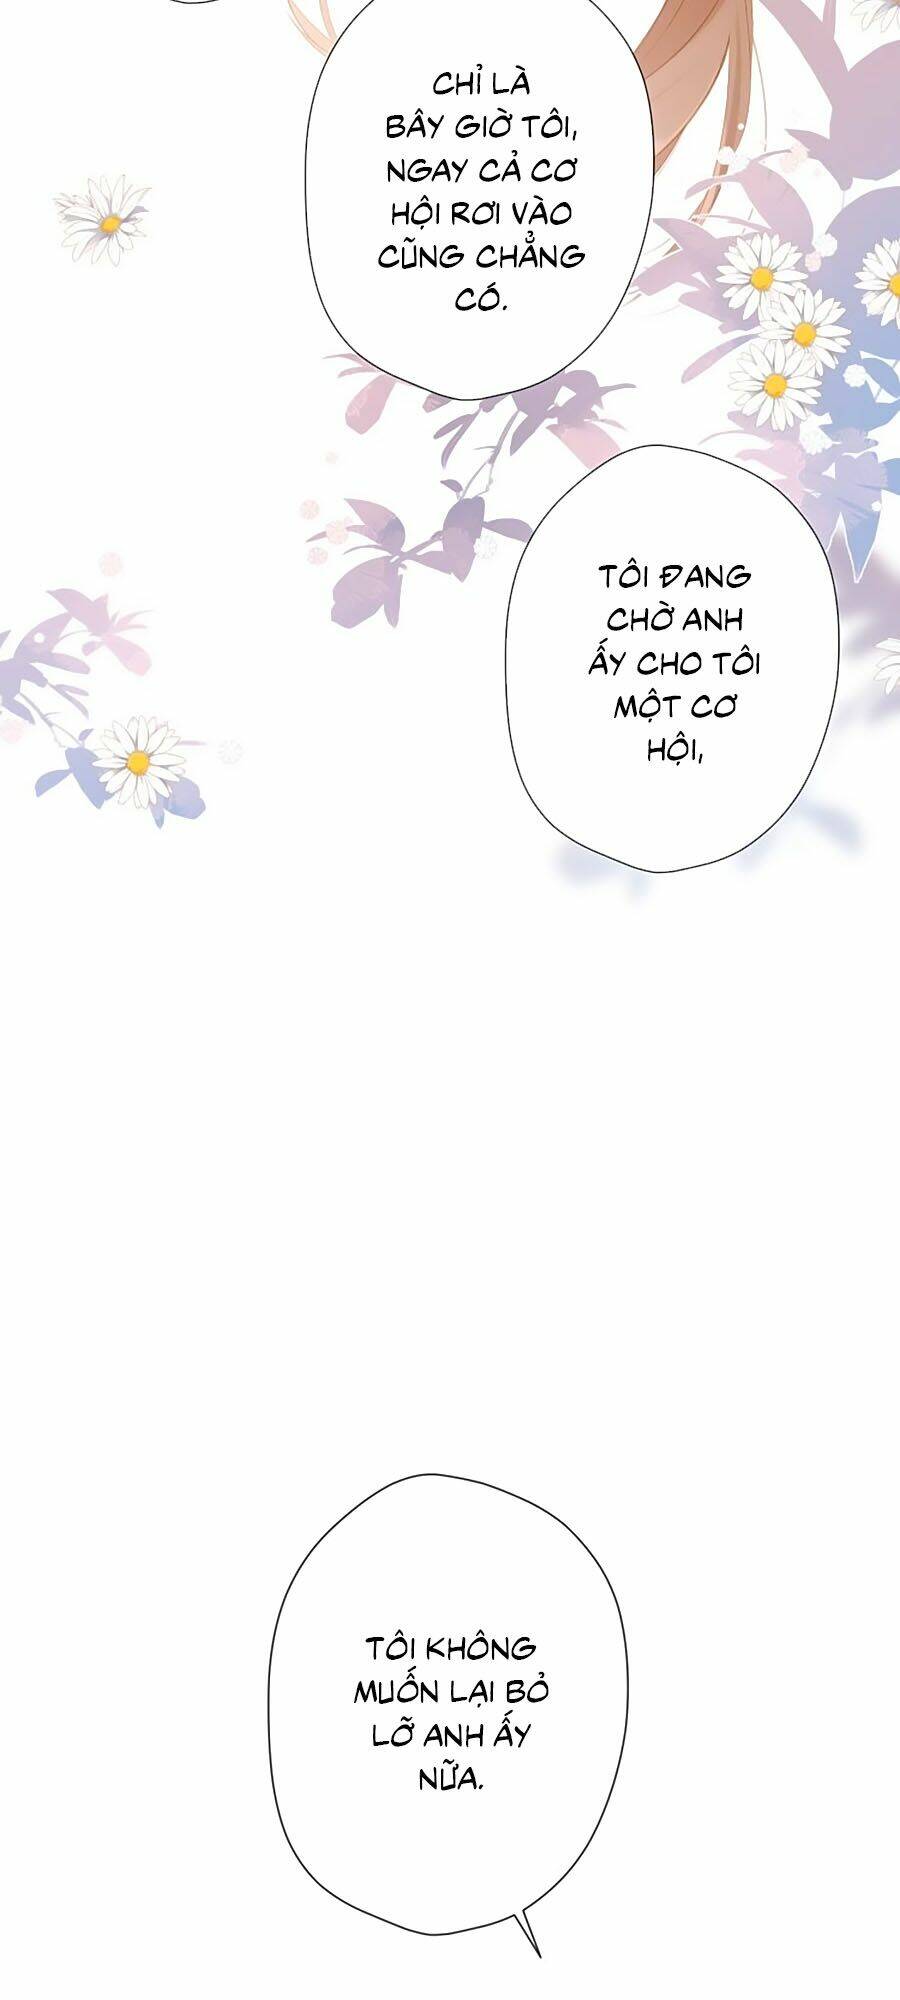 CHỈ LÀ
BÂY GIỜ TÔI,
NGAY CẢ CƠ
HỘI RƠI VÀO
CŨNG CHẲNG
CÓ.
TÔI ĐANG
CHỜ ANH
ẤY CHO TÔI
MỘT CƠ
HỘI,
TÔI KHÔNG
MUỐN LẠI BỎ
LỠ ANH ẤY
NỮA.